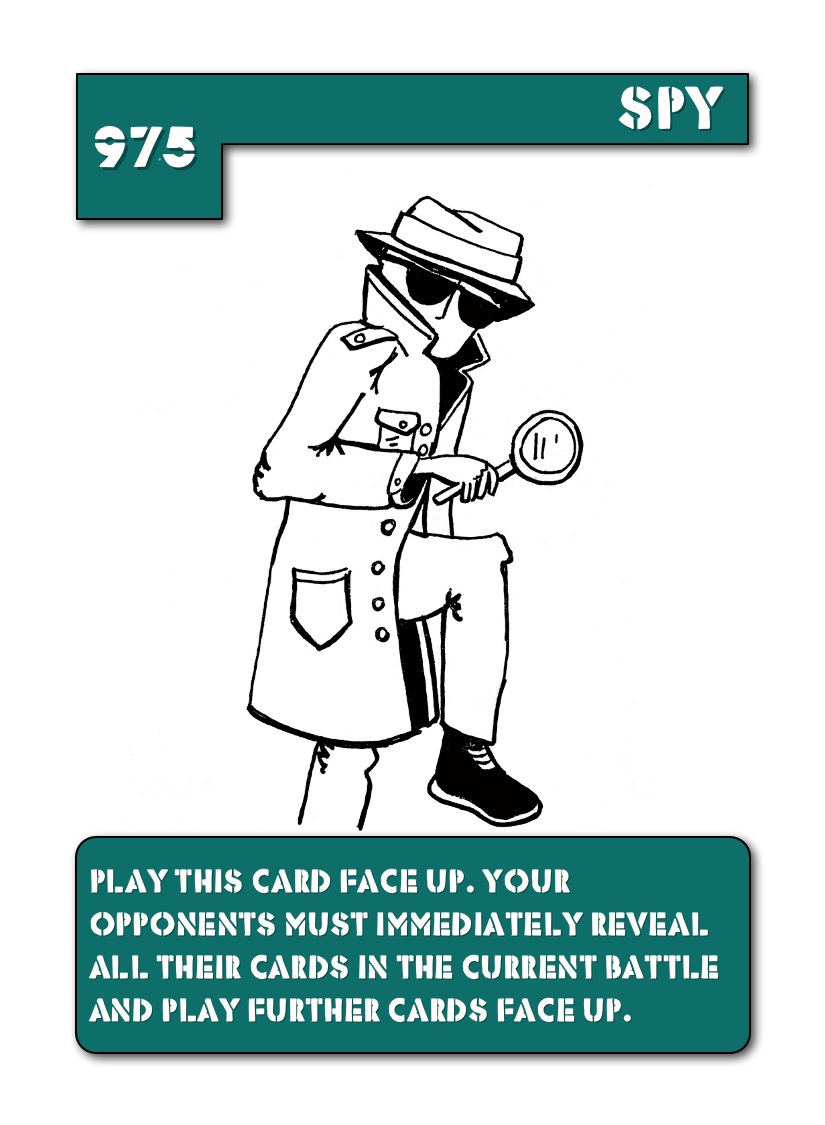 SPY
975
PLAY THIS CARD FACE UP. YOUR
OPPONENTS MUST IMMEDIATELY REVEAL
ALL THEIR CARDS IN THE CURRENT BATTLE
AND PLAY FURTHER CARDS FACE UP.